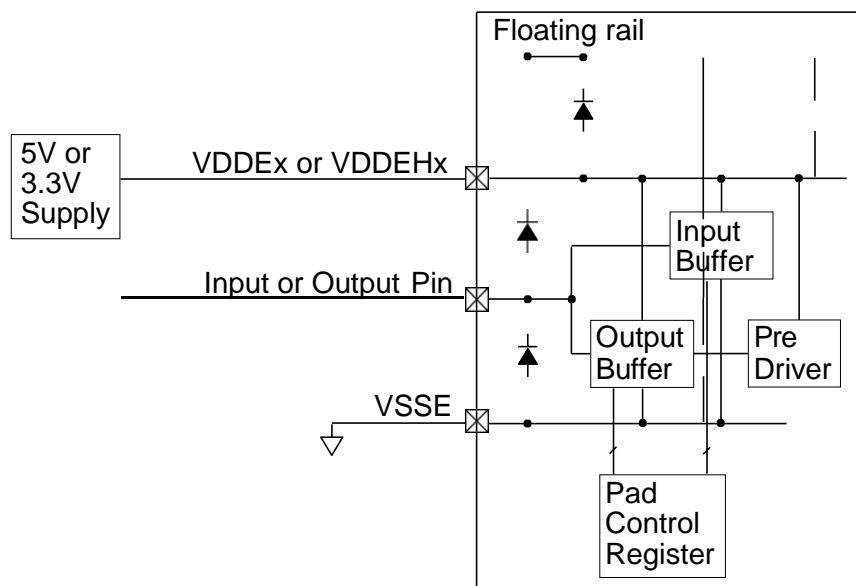 Floating rail
5V or
3.3V
Supply
VDDEx or VDDEHx
Input
Buffer
Input or Output Pin
Output
Buffer
Pre
Driver
VSSE
Pad
Control
Register